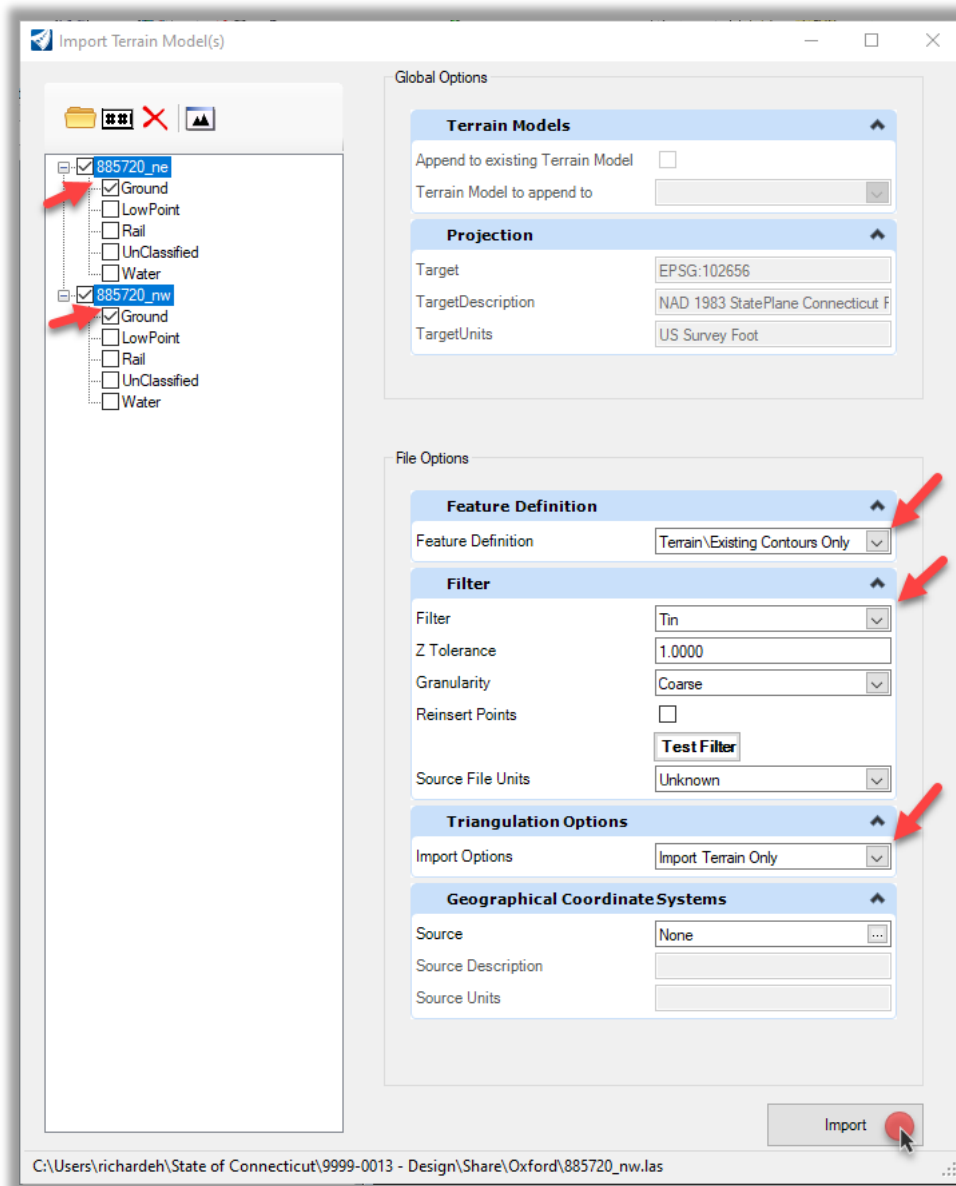 Import Terrain Model(s)
885720_ne
Ground
LowPoint
Rail
UnClassified
Water
885720_nw
Ground
LowPoint
Rail
UnClassified
Water
Global Options
Terrain Models
Append to existing Terrain Model
Terrain Model to append to
Projection
Target EPSG:102656
TargetDescription NAD 1983 StatePlane Connecticut F
TargetUnits US Survey Foot
File Options
Feature Definition
Feature Definition Terrain\Existing Contours Only
Filter
Filter Tin
Z Tolerance 1.0000
Granularity Coarse
Reinsert Points
Test Filter
Source File Units Unknown
Triangulation Options
Import Options Import Terrain Only
Geographical Coordinate Systems
Source None ...
Source Description
Source Units
Import
C:\Users\richardeh\State of Connecticut\9999-0013 - Design\Share\Oxford\885720_nw.las